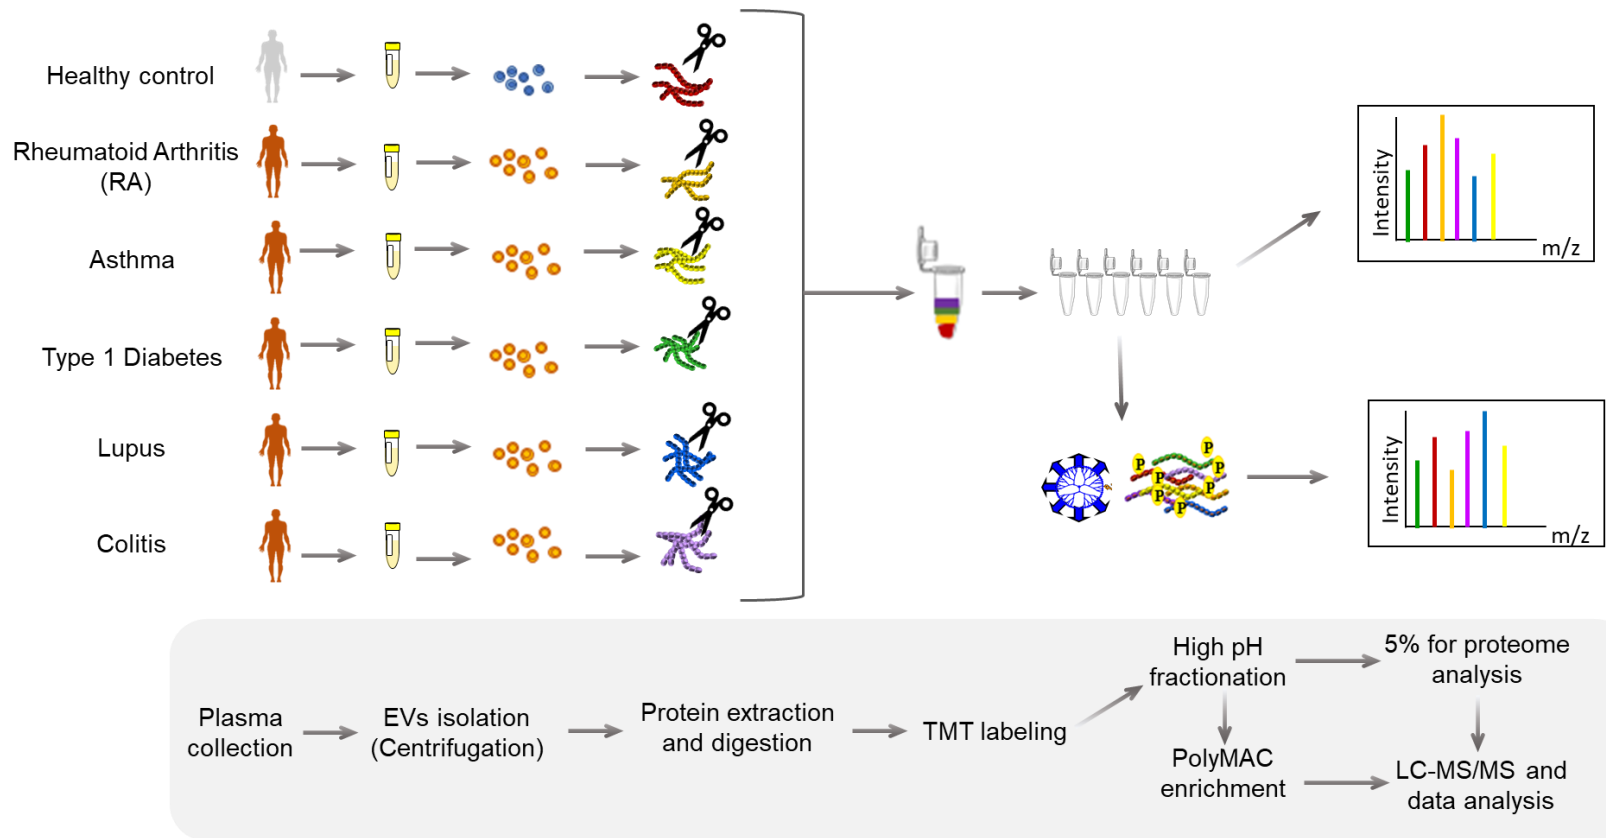 Healthy control
Rheumatoid Arthritis
(RA)
Asthma
Type 1 Diabetes
Lupus
Colitis
Intensity
m/z
P
P
P
P
P
P
P
Intensity
m/z
Plasma
collection
EVs isolation
(Centrifugation)
Protein extraction
and digestion
TMT labeling
High pH
fractionation
PolyMAC
enrichment
5% for proteome
analysis
LC-MS/MS and
data analysis